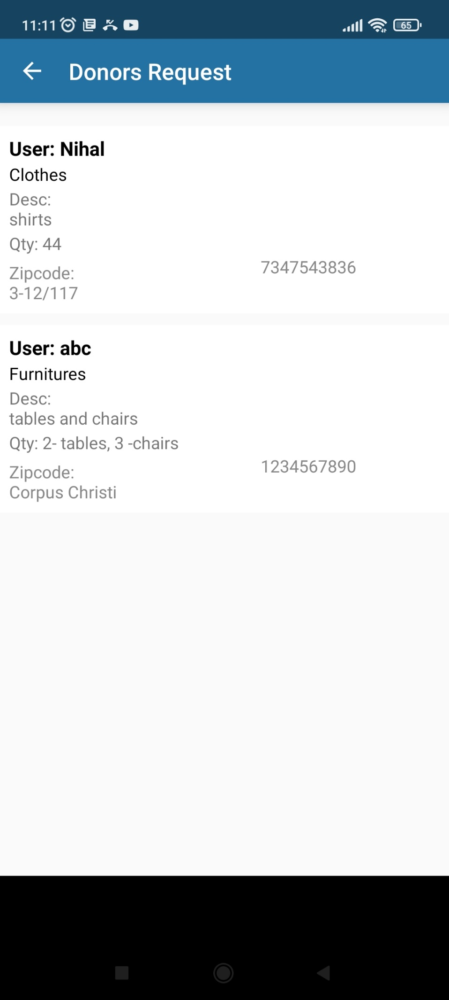 11:11
65
Donors Request
User: Nihal
Clothes
Desc:
shirts
Qty: 44
7347543836
Zipcode:
3-12/117
User: abc
Furnitures
Desc:
tables and chairs
Qty: 2- tables, 3 -chairs
1234567890
Zipcode:
Corpus Christi